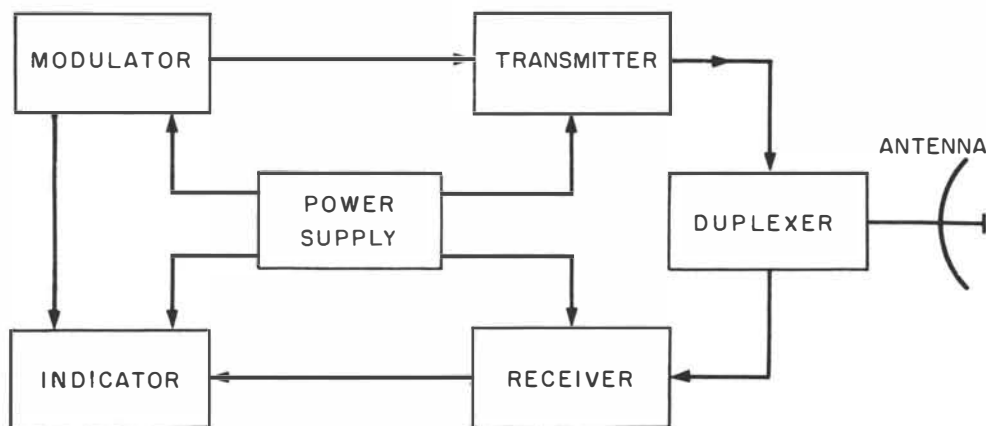 MODULATOR
TRANSMITTER
ANTENNA
POWER
SUPPLY
DUPLEXER
INDICATOR
RECEIVER